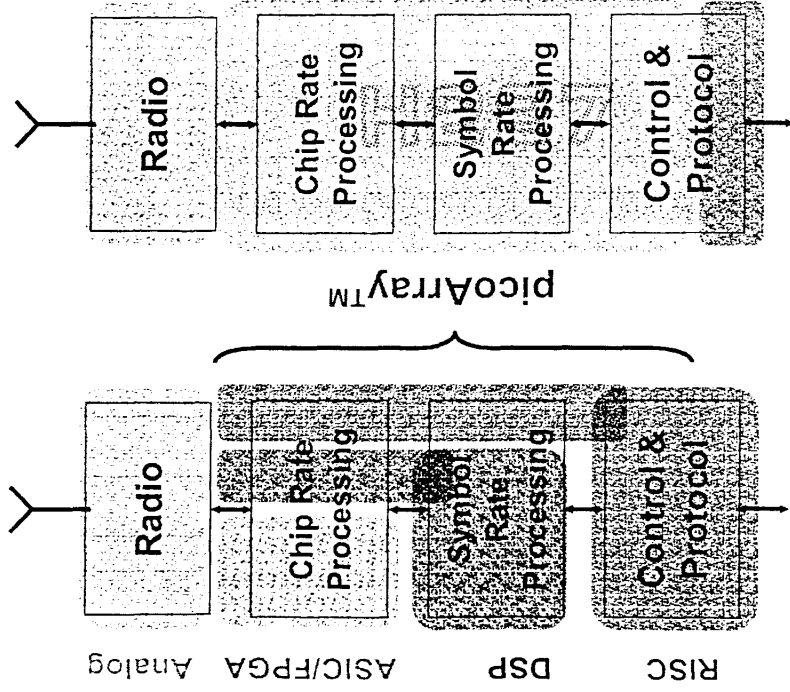 Radio
Chip Rate
Processing
Symbol
Rate
Processing
Control &
Protocol
picoArray™
Radio
Chip Rate
Processing
Symbol
Rate
Processing
Control &
Protocol
Analog
ASIC/FPGA
DSP
RISC